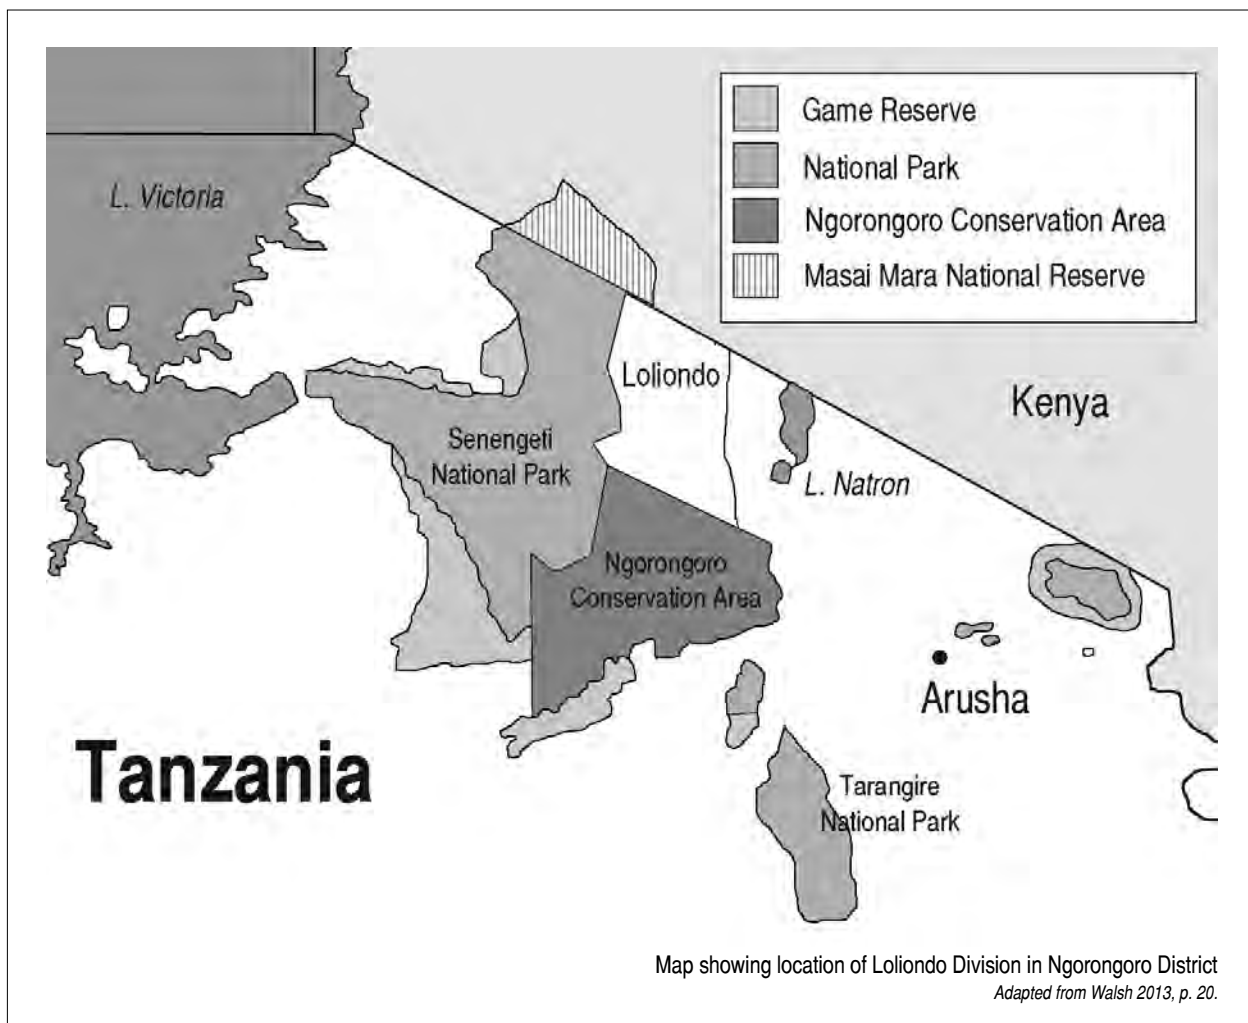 Game Reserve
National Park
Ngorongoro Conservation Area
Masai Mara National Reserve
L. Victoria
Loliondo
Kenya
Senengeti
National Park
L. Natron
Ngorongoro
Conservation Area
Arusha
Tanzania
Tarangire
National Park
Map showing location of Loliondo Division in Ngorongoro District
Adapted from Walsh 2013, p. 20.